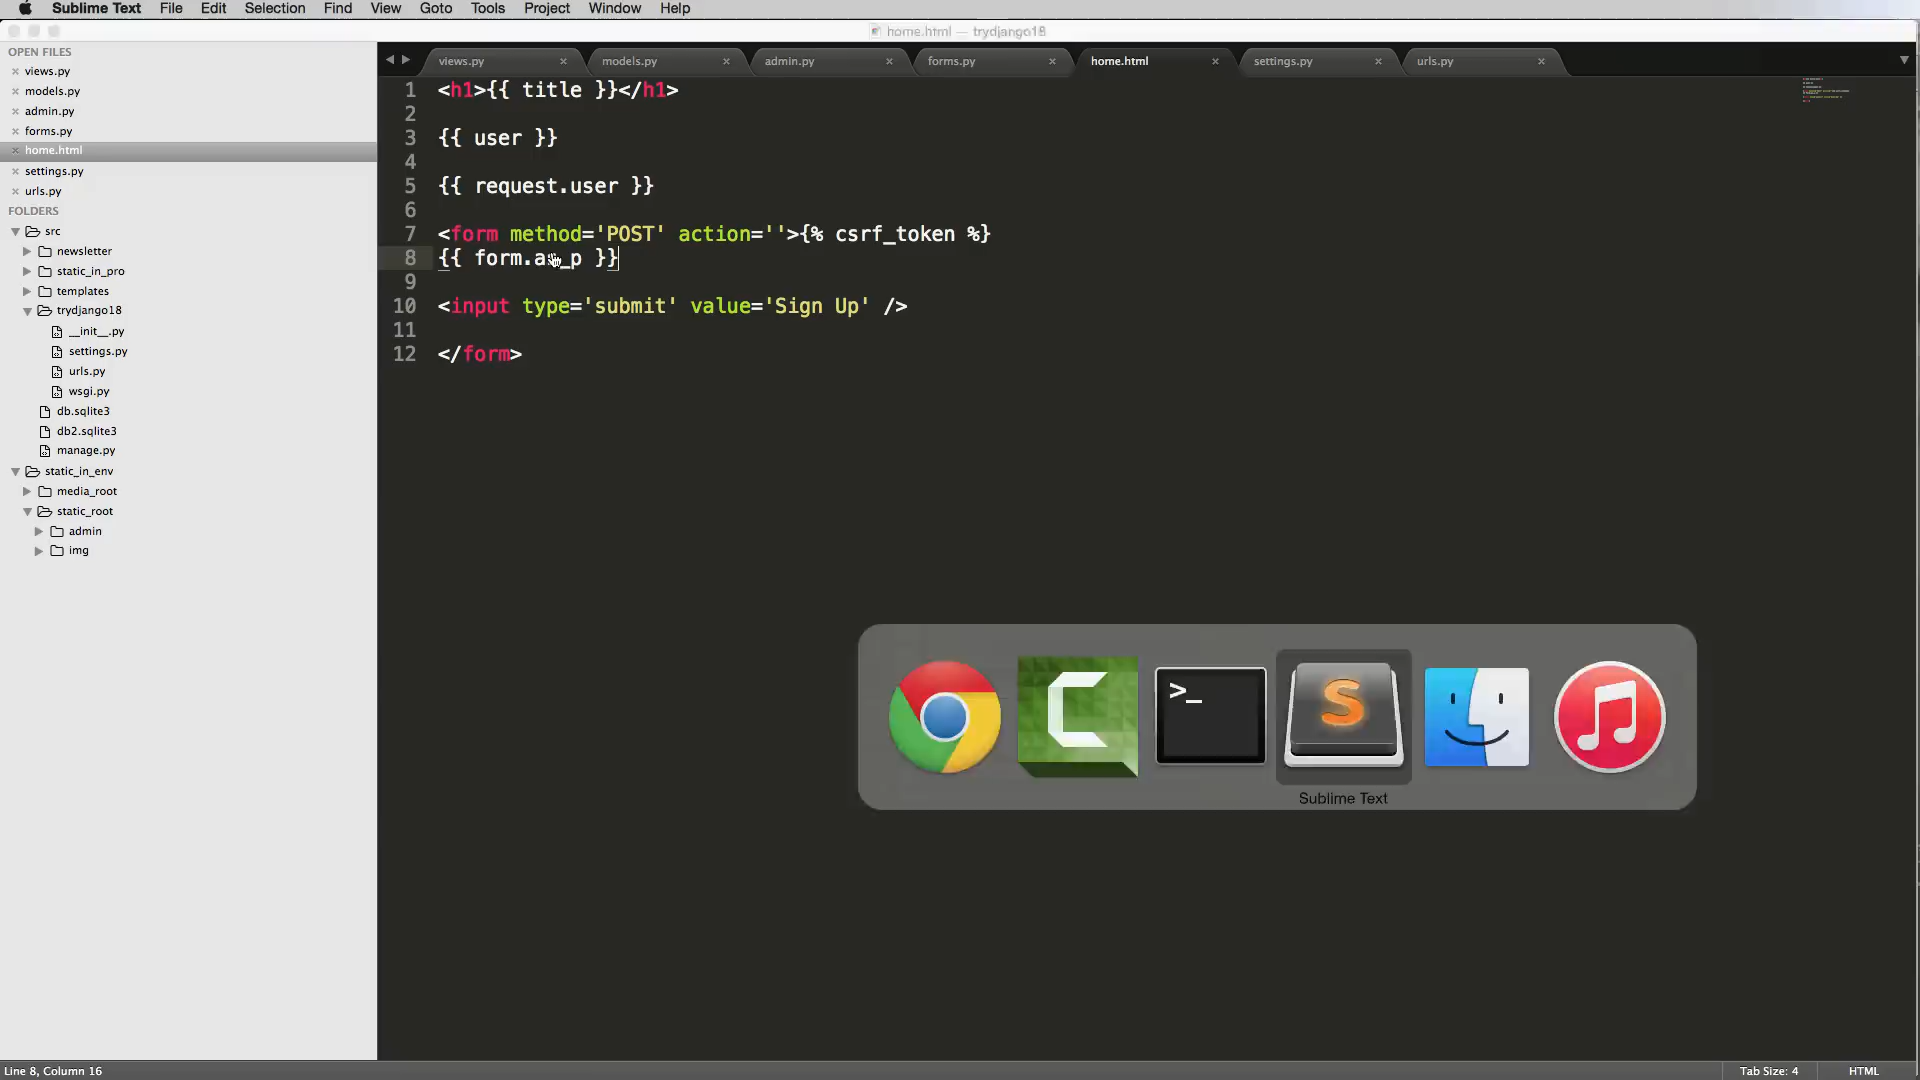 Sublime Text File Edit Selection Find View Goto Tools Project Window Help
home.html — trydjango18
OPEN FILES
views.py
models.py
admin.py
forms.py
home.html
settings.py
urls.py
FOLDERS
src
newsletter
static_in_pro
templates
trydjango18
__init__.py
settings.py
urls.py
wsgi.py
db.sqlite3
db2.sqlite3
manage.py
static_in_env
media_root
static_root
admin
img
views.py models.py admin.py forms.py home.html settings.py urls.py
1 <h1>{{ title }}</h1>
2
3 {{ user }}
4
5 {{ request.user }}
6
7 <form method='POST' action=''>{% csrf_token %}
8 {{ form.as_p }}
9
10 <input type='submit' value='Sign Up' />
11
12 </form>
>_
S
Sublime Text
Line 8, Column 16
Tab Size: 4
HTML